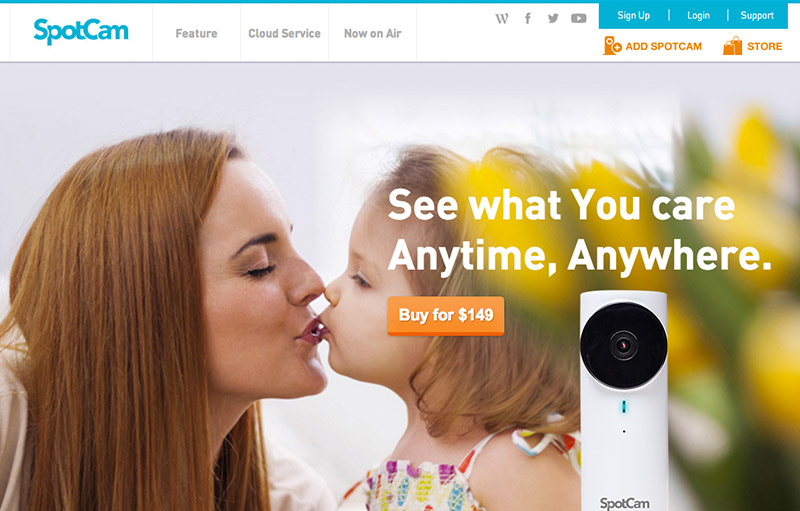 SpotCam
Feature
Cloud Service
Now on Air
Sign Up
Login
Support
ADD SPOTCAM
STORE
See what You care
Anytime, Anywhere.
Buy for $149
SpotCam